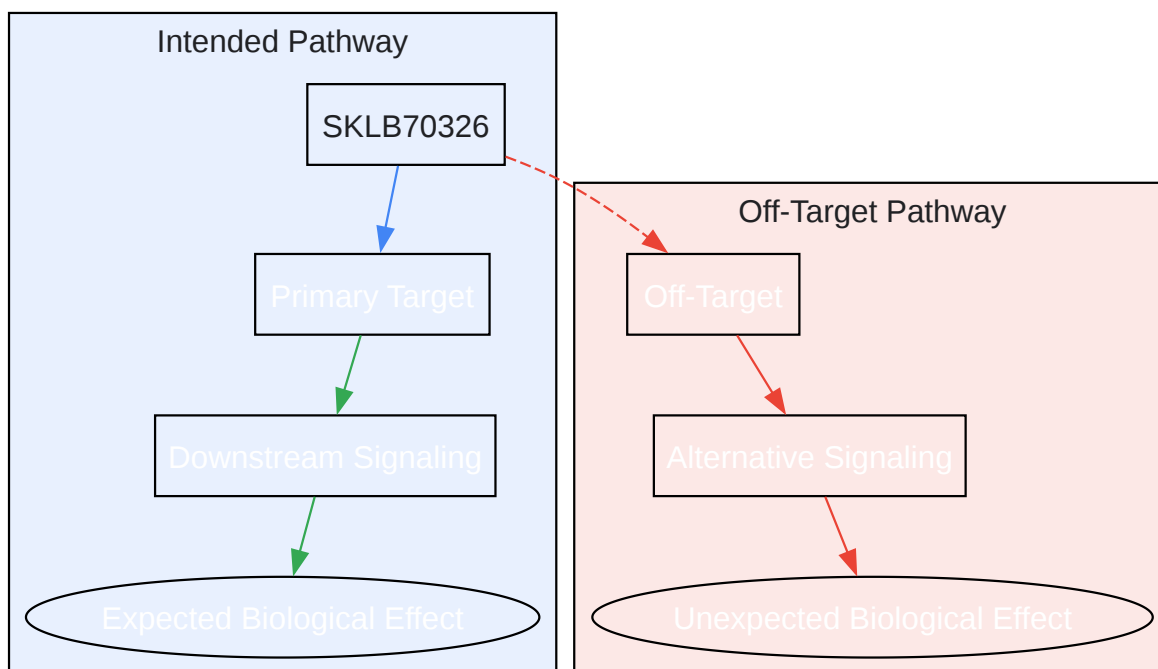 Intended Pathway
SKLB70326
Primary Target
Downstream Signaling
Expected Biological Effect
Off-Target Pathway
Off-Target
Alternative Signaling
Unexpected Biological Effect